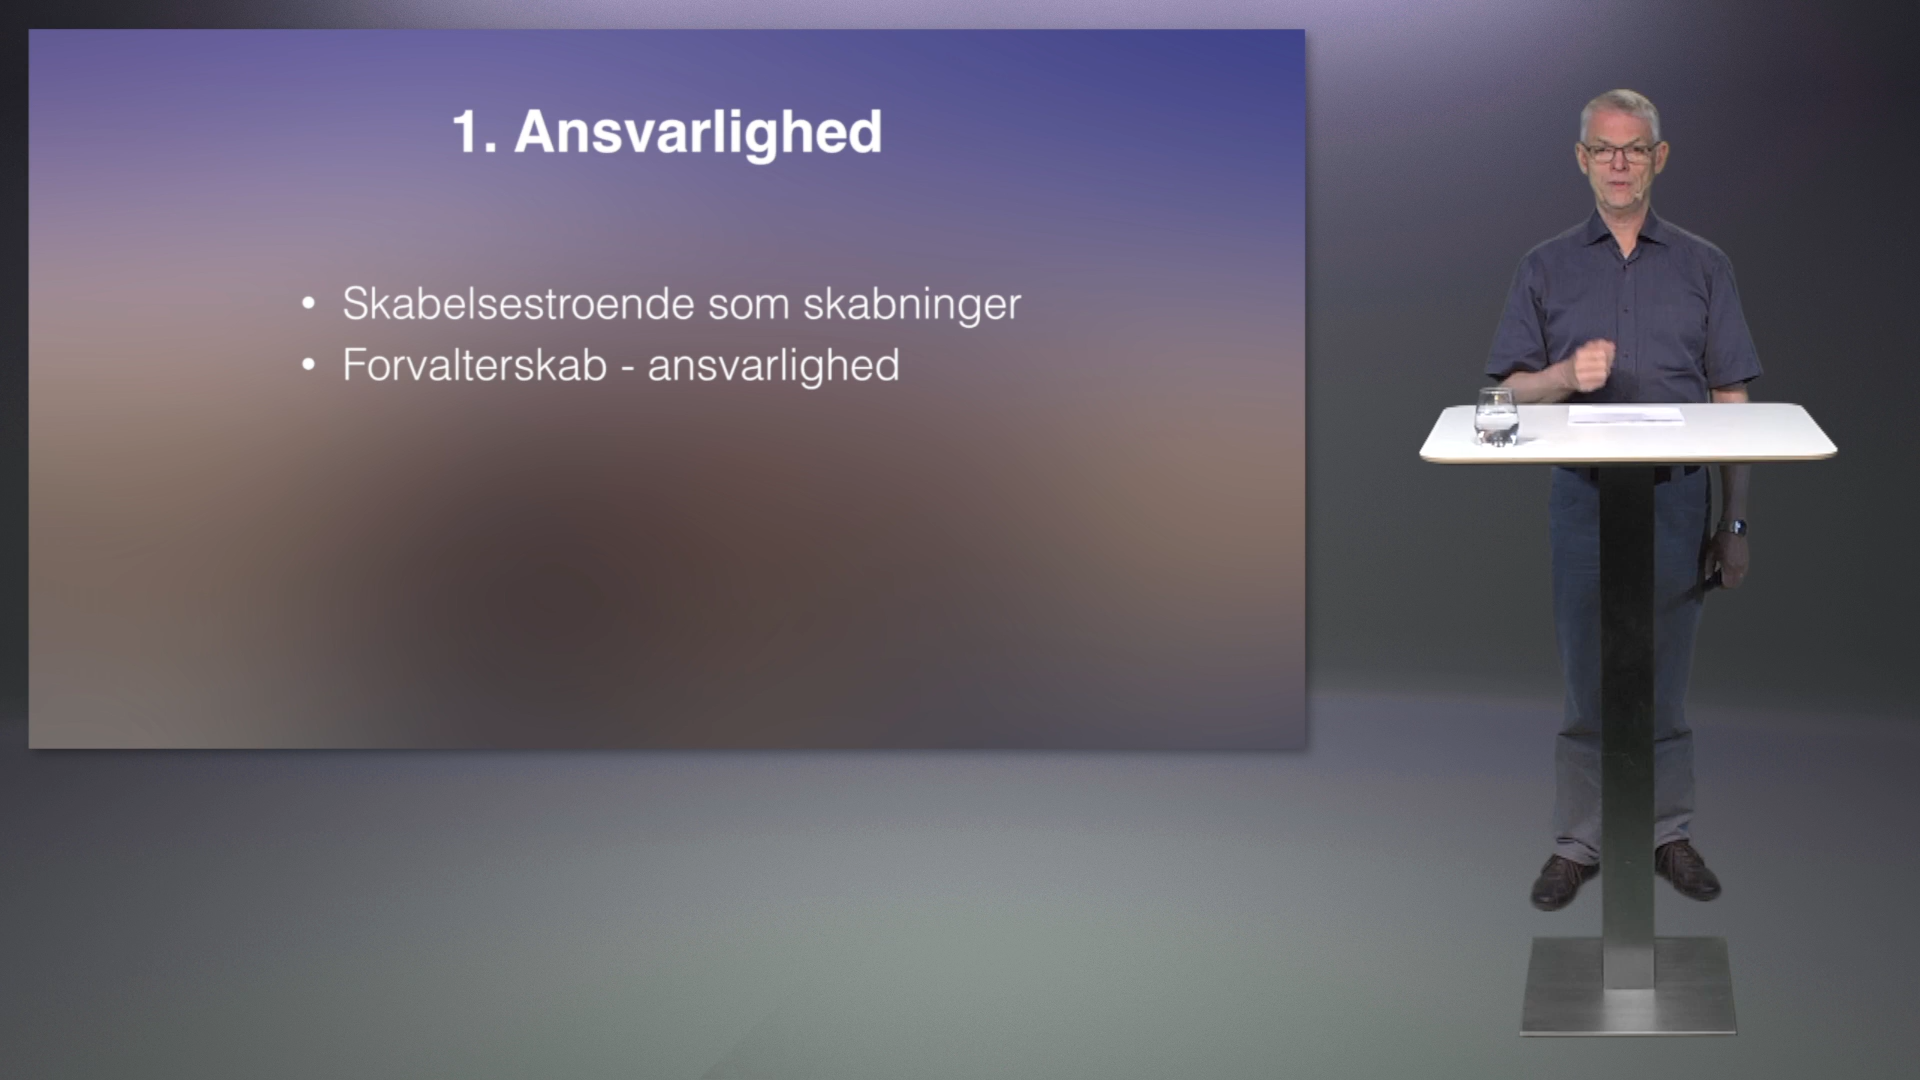 1. Ansvarlighed
• Skabelsestroende som skabninger
• Forvalterskab - ansvarlighed